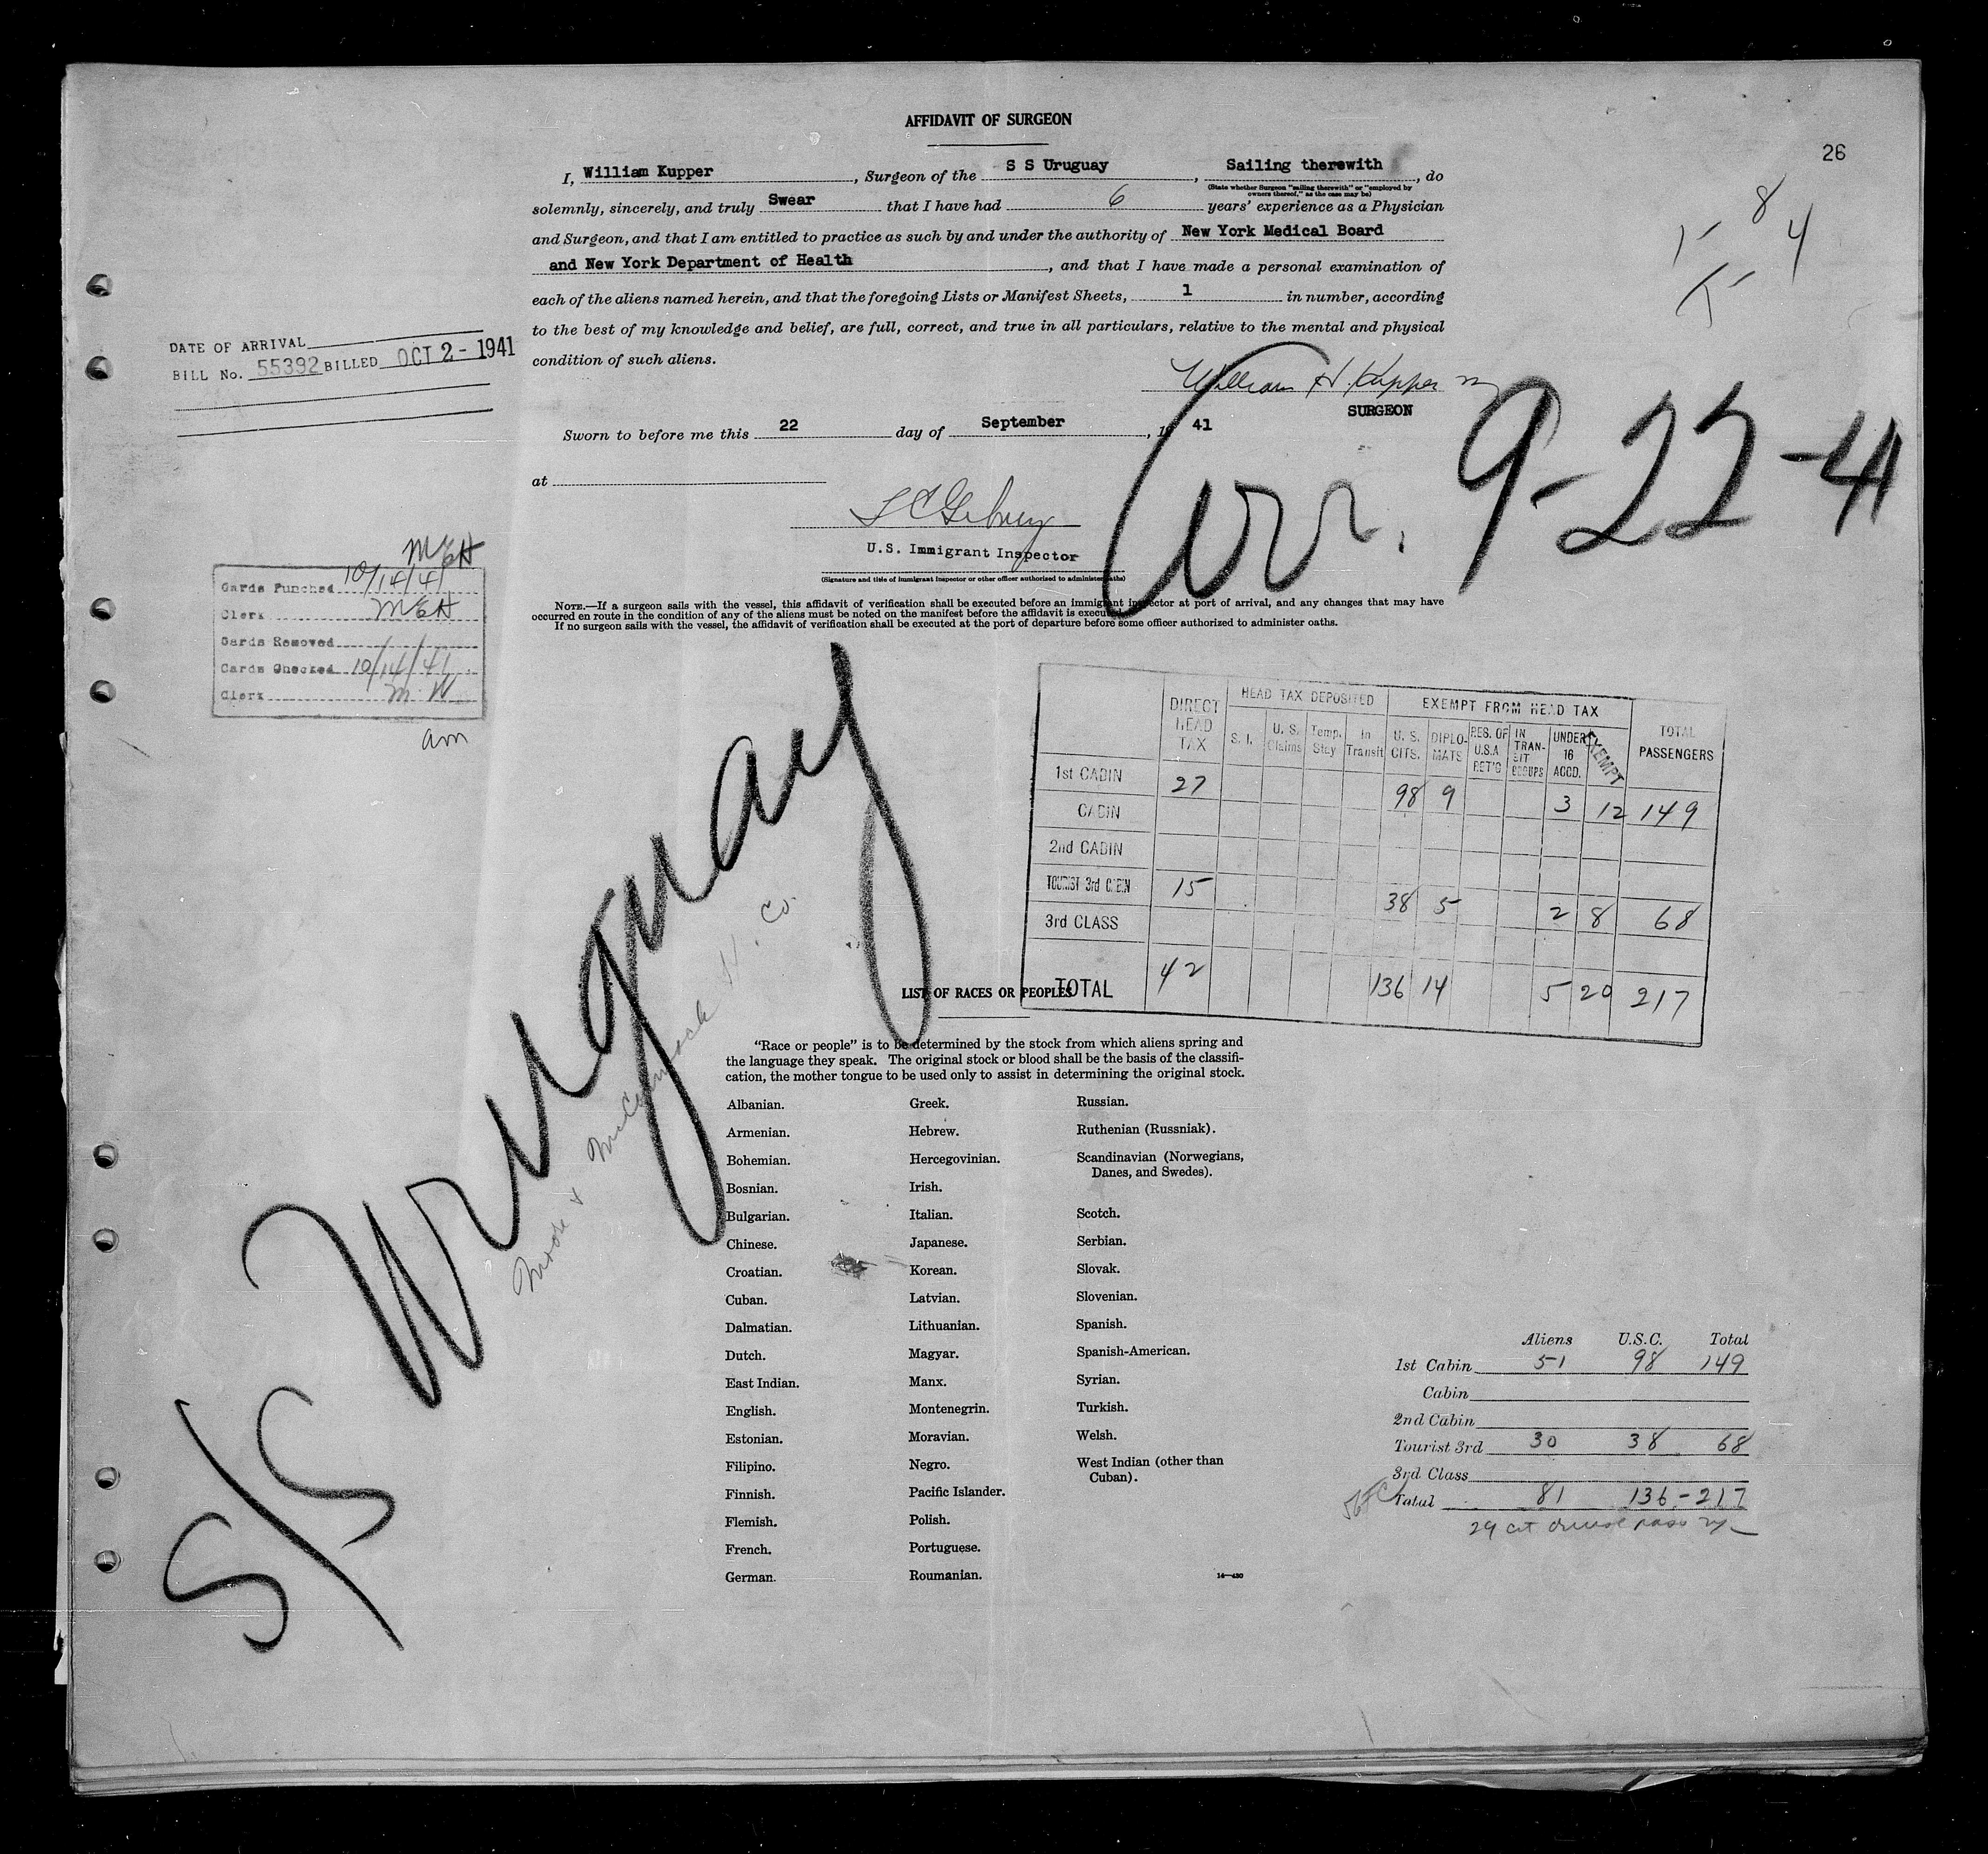 AFFIDAVIT OF SURGEON
26
I, William Kupper, Surgeon of the S S Uruguay, Sailing therewith, do
(State whether Surgeon "sailing therewith" or "employed by
owners thereof," as the case may be)
solemnly, sincerely, and truly Swear that I have had 6 years' experience as a Physician
and Surgeon, and that I am entitled to practice as such by and under the authority of New York Medical Board
and New York Department of Health, and that I have made a personal examination of
each of the aliens named herein, and that the foregoing Lists or Manifest Sheets, 1 in number, according
to the best of my knowledge and belief, are full, correct, and true in all particulars, relative to the mental and physical
condition of such aliens.
8
4
DATE OF ARRIVAL
BILL No. 55392 BILLED OCT 2 - 1941
William H. Kupper
SURGEON
Sworn to before me this 22 day of September, 19 41
at
Arr. 9-22-41
U.S. Immigrant Inspector
(Signature and title of immigrant inspector or other officer authorized to administer oaths)
NOTE.—If a surgeon sails with the vessel, this affidavit of verification shall be executed before an immigrant inspector at port of arrival, and any changes that may have
occurred en route in the condition of any of the aliens must be noted on the manifest before the affidavit is executed.
If no surgeon sails with the vessel, the affidavit of verification shall be executed at the port of departure before some officer authorized to administer oaths.
MEH
Cards Punched 10/14/41
Clerk MEH
Cards Removed
Cards Checked 10/14/41
Clerk M W
am
DIRECT HEAD TAX
HEAD TAX DEPOSITED
S. I. U. S. Claims Temp. Stay In Transit
EXEMPT FROM HEAD TAX
U. S. CITS. DIPLOMATS RES. OF U.S.A RET'G IN TRANSIT GROUPS UNDER 16 ACCD. EXEMPT
TOTAL PASSENGERS
1st CABIN 27 98 9 3 12 149
CABIN
2nd CABIN
TOURIST 3rd CABIN 15 38 5 2 8 68
3rd CLASS
TOTAL 42 136 14 5 20 217
S/S Uruguay
Moore & McCormack S. S. Co.
LIST OF RACES OR PEOPLES
"Race or people" is to be determined by the stock from which aliens spring and
the language they speak. The original stock or blood shall be the basis of the classifi-
cation, the mother tongue to be used only to assist in determining the original stock.
Albanian.
Armenian.
Bohemian.
Bosnian.
Bulgarian.
Chinese.
Croatian.
Cuban.
Dalmatian.
Dutch.
East Indian.
English.
Estonian.
Filipino.
Finnish.
Flemish.
French.
German.
Greek.
Hebrew.
Hercegovinian.
Irish.
Italian.
Japanese.
Korean.
Latvian.
Lithuanian.
Magyar.
Manx.
Montenegrin.
Moravian.
Negro.
Pacific Islander.
Polish.
Portuguese.
Roumanian.
Russian.
Ruthenian (Russniak).
Scandinavian (Norwegians,
Danes, and Swedes).
Scotch.
Serbian.
Slovak.
Slovenian.
Spanish.
Spanish-American.
Syrian.
Turkish.
Welsh.
West Indian (other than
Cuban).
Aliens U.S.C. Total
1st Cabin 51 98 149
Cabin
2nd Cabin
Tourist 3rd 30 38 68
3rd Class
Total 81 136 - 217
29